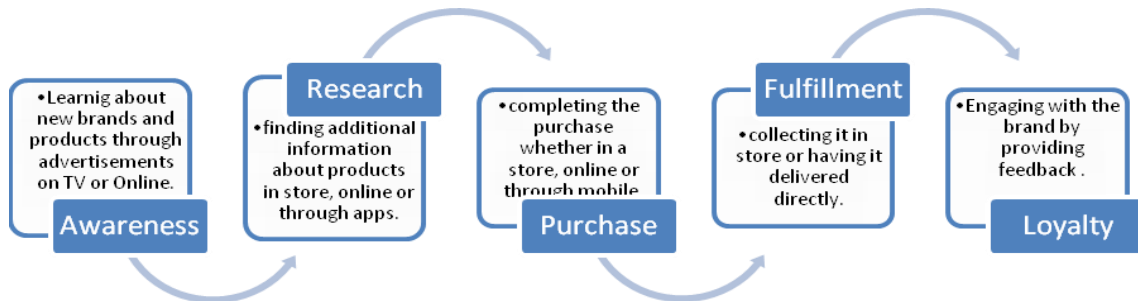 •Learnig about
new brands and
products through
advertisements
on TV or Online.
Awareness
Research
•finding additional
information
about products
in store, online or
through apps.
•completing the
purchase
whether in a
store, online or
through mobile
Purchase
Fulfillment
•collecting it in
store or having it
delivered
directly.
•Engaging with the
brand by
providing
feedback .
Loyalty